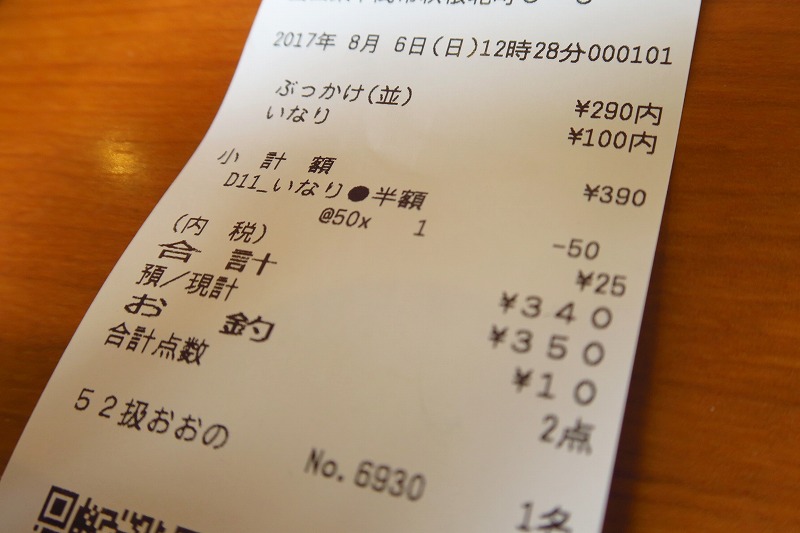 2017年 8月 6日(日)12時28分000101
ぶっかけ(並) ¥290内
いなり ¥100内
小 計 額 ¥390
D11_いなり●半額
@50x 1 -50
(内 税) ¥25
合 計 ¥340
預/現計 ¥350
お 釣 ¥10
合計点数 2点
52扱おおの
No.6930
1名